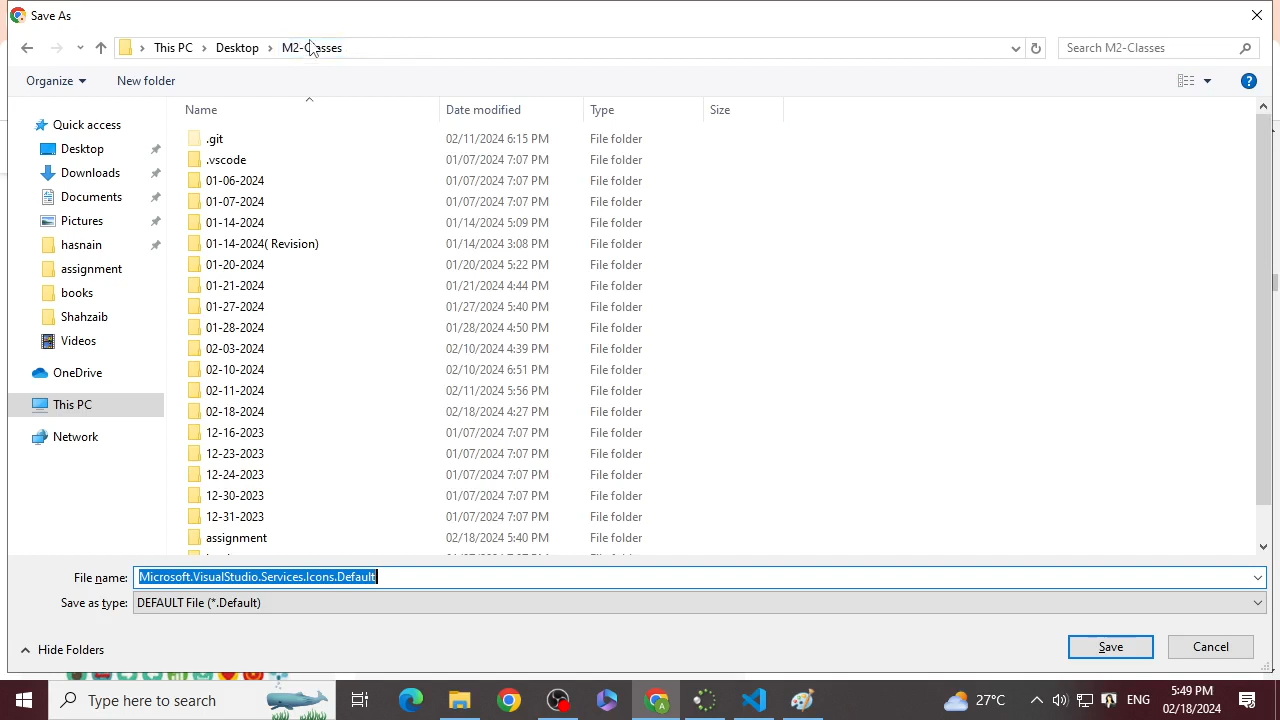 Save As
This PC
Desktop
M2-Classes
Search M2-Classes
Organize
New folder
?
Name
Date modified
Type
Size
Quick access
Desktop
Downloads
Documents
Pictures
hasnain
assignment
books
Shahzaib
Videos
OneDrive
This PC
Network
.git 02/11/2024 6:15 PM File folder
.vscode 01/07/2024 7:07 PM File folder
01-06-2024 01/07/2024 7:07 PM File folder
01-07-2024 01/07/2024 7:07 PM File folder
01-14-2024 01/14/2024 5:09 PM File folder
01-14-2024( Revision) 01/14/2024 3:08 PM File folder
01-20-2024 01/20/2024 5:22 PM File folder
01-21-2024 01/21/2024 4:44 PM File folder
01-27-2024 01/27/2024 5:40 PM File folder
01-28-2024 01/28/2024 4:50 PM File folder
02-03-2024 02/10/2024 4:39 PM File folder
02-10-2024 02/10/2024 6:51 PM File folder
02-11-2024 02/11/2024 5:56 PM File folder
02-18-2024 02/18/2024 4:27 PM File folder
12-16-2023 01/07/2024 7:07 PM File folder
12-23-2023 01/07/2024 7:07 PM File folder
12-24-2023 01/07/2024 7:07 PM File folder
12-30-2023 01/07/2024 7:07 PM File folder
12-31-2023 01/07/2024 7:07 PM File folder
assignment 02/18/2024 5:40 PM File folder
File name: Microsoft.VisualStudio.Services.Icons.Default
Save as type: DEFAULT File (*.Default)
Hide Folders
Save
Cancel
Type here to search
27°C
ENG
5:49 PM
02/18/2024